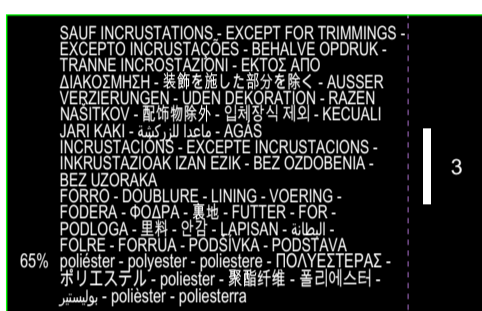 SAUF INCRUSTATIONS - EXCEPT FOR TRIMMINGS -
EXCEPTO INCRUSTAÇÕES - BEHALVE OPDRUK -
TRANNE INCROSTAZIONI - ΕΚΤΟΣ ΑΠΟ
ΔΙΑΚΟΣΜΗΣΗ - 装飾を施した部分を除く - AUSSER
VERZIERUNGEN - UDEN DEKORATION - RAZEN
NAŠITKOV - 配饰物除外 - 입체장식 제외 - KECUALI
JARI KAKI - ماعدا للزركشة - AGAS
INCRUSTACIÓNS - EXCEPTE INCRUSTACIONS -
INKRUSTAZIOAK IZAN EZIK - BEZ OZDOBENIA -
BEZ UZORAKA
FORRO - DOUBLURE - LINING - VOERING -
FODERA - ΦΟΔΡΑ - 裏地 - FUTTER - FOR -
PODLOGA - 里料 - 안감 - LAPISAN - البطانة -
FOLRE - FORRUA - PODŠÍVKA - PODSTAVA
65% poliéster - polyester - poliestere - ΠΟΛΥΕΣΤΕΡΑΣ -
ポリエステル - poliester - 聚酯纤维 - 폴리에스터 -
بوليستير - polièster - poliesterra
3